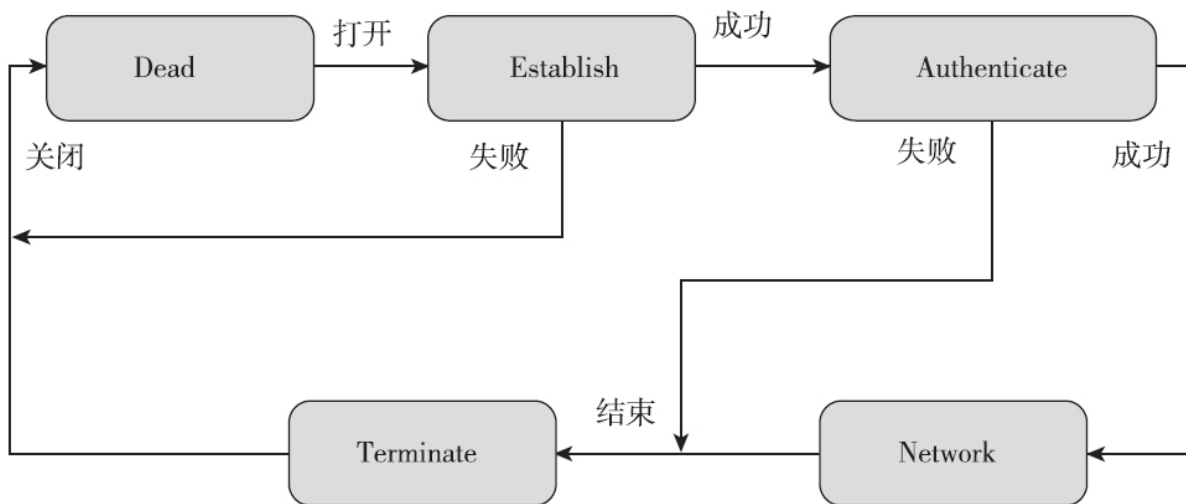 打开
成功
Dead
Establish
Authenticate
关闭
失败
失败
成功
结束
Terminate
Network